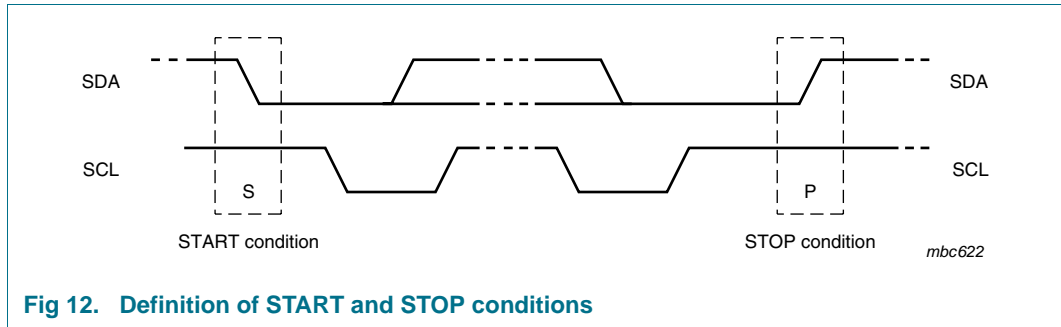 SDA
SDA
SCL
SCL
S
P
START condition
STOP condition
mbc622
Fig 12. Definition of START and STOP conditions